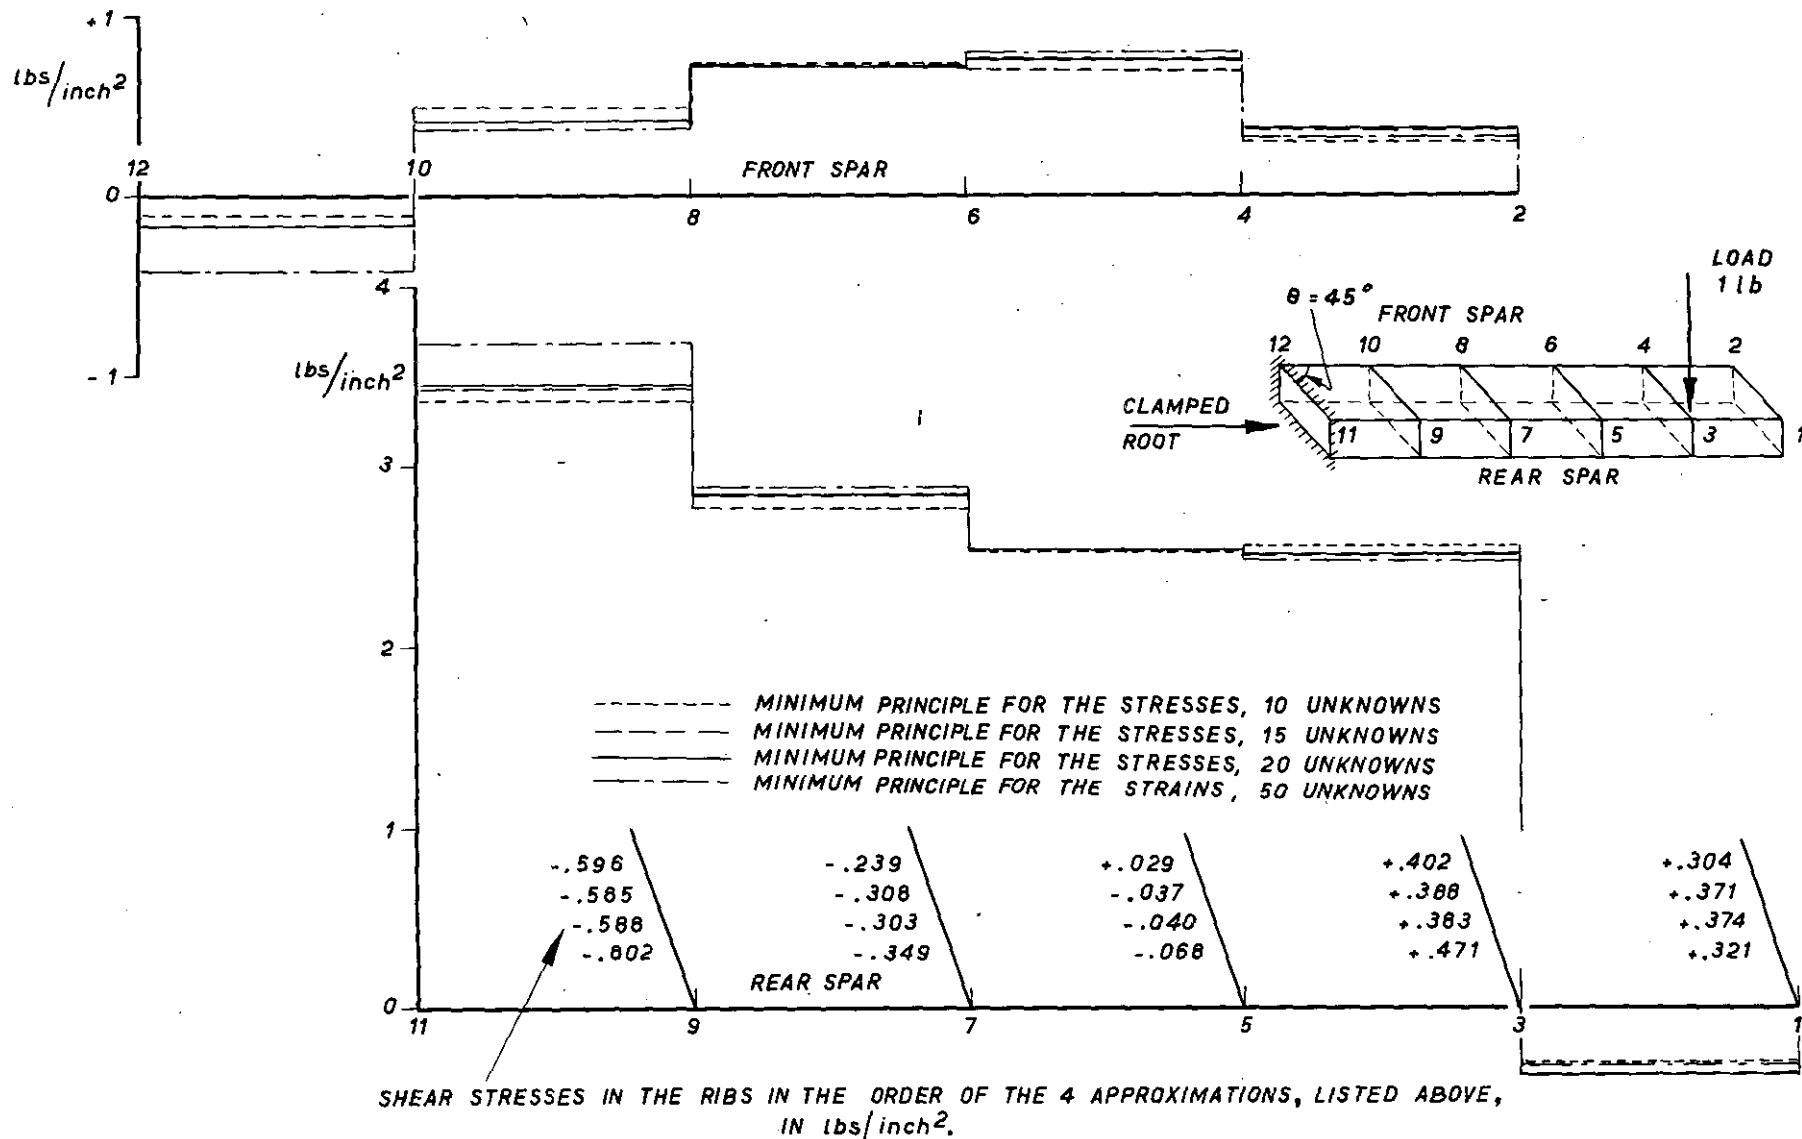 +1
lbs/inch²
12
10
FRONT SPAR
0
8
6
4
2
-1
LOAD
1 lb
θ = 45°
FRONT SPAR
12 10 8 6 4 2
CLAMPED
ROOT
11 9 7 5 3 1
REAR SPAR
4
lbs/inch²
3
2
MINIMUM PRINCIPLE FOR THE STRESSES, 10 UNKNOWNS
MINIMUM PRINCIPLE FOR THE STRESSES, 15 UNKNOWNS
MINIMUM PRINCIPLE FOR THE STRESSES, 20 UNKNOWNS
MINIMUM PRINCIPLE FOR THE STRAINS, 50 UNKNOWNS
1
-.596 -.239 +.029 +.402 +.304
-.585 -.308 -.037 +.388 +.371
-.588 -.303 -.040 +.383 +.374
-.802 -.349 -.068 +.471 +.321
REAR SPAR
0
11 9 7 5 3 1
SHEAR STRESSES IN THE RIBS IN THE ORDER OF THE 4 APPROXIMATIONS, LISTED ABOVE,
IN lbs/inch².